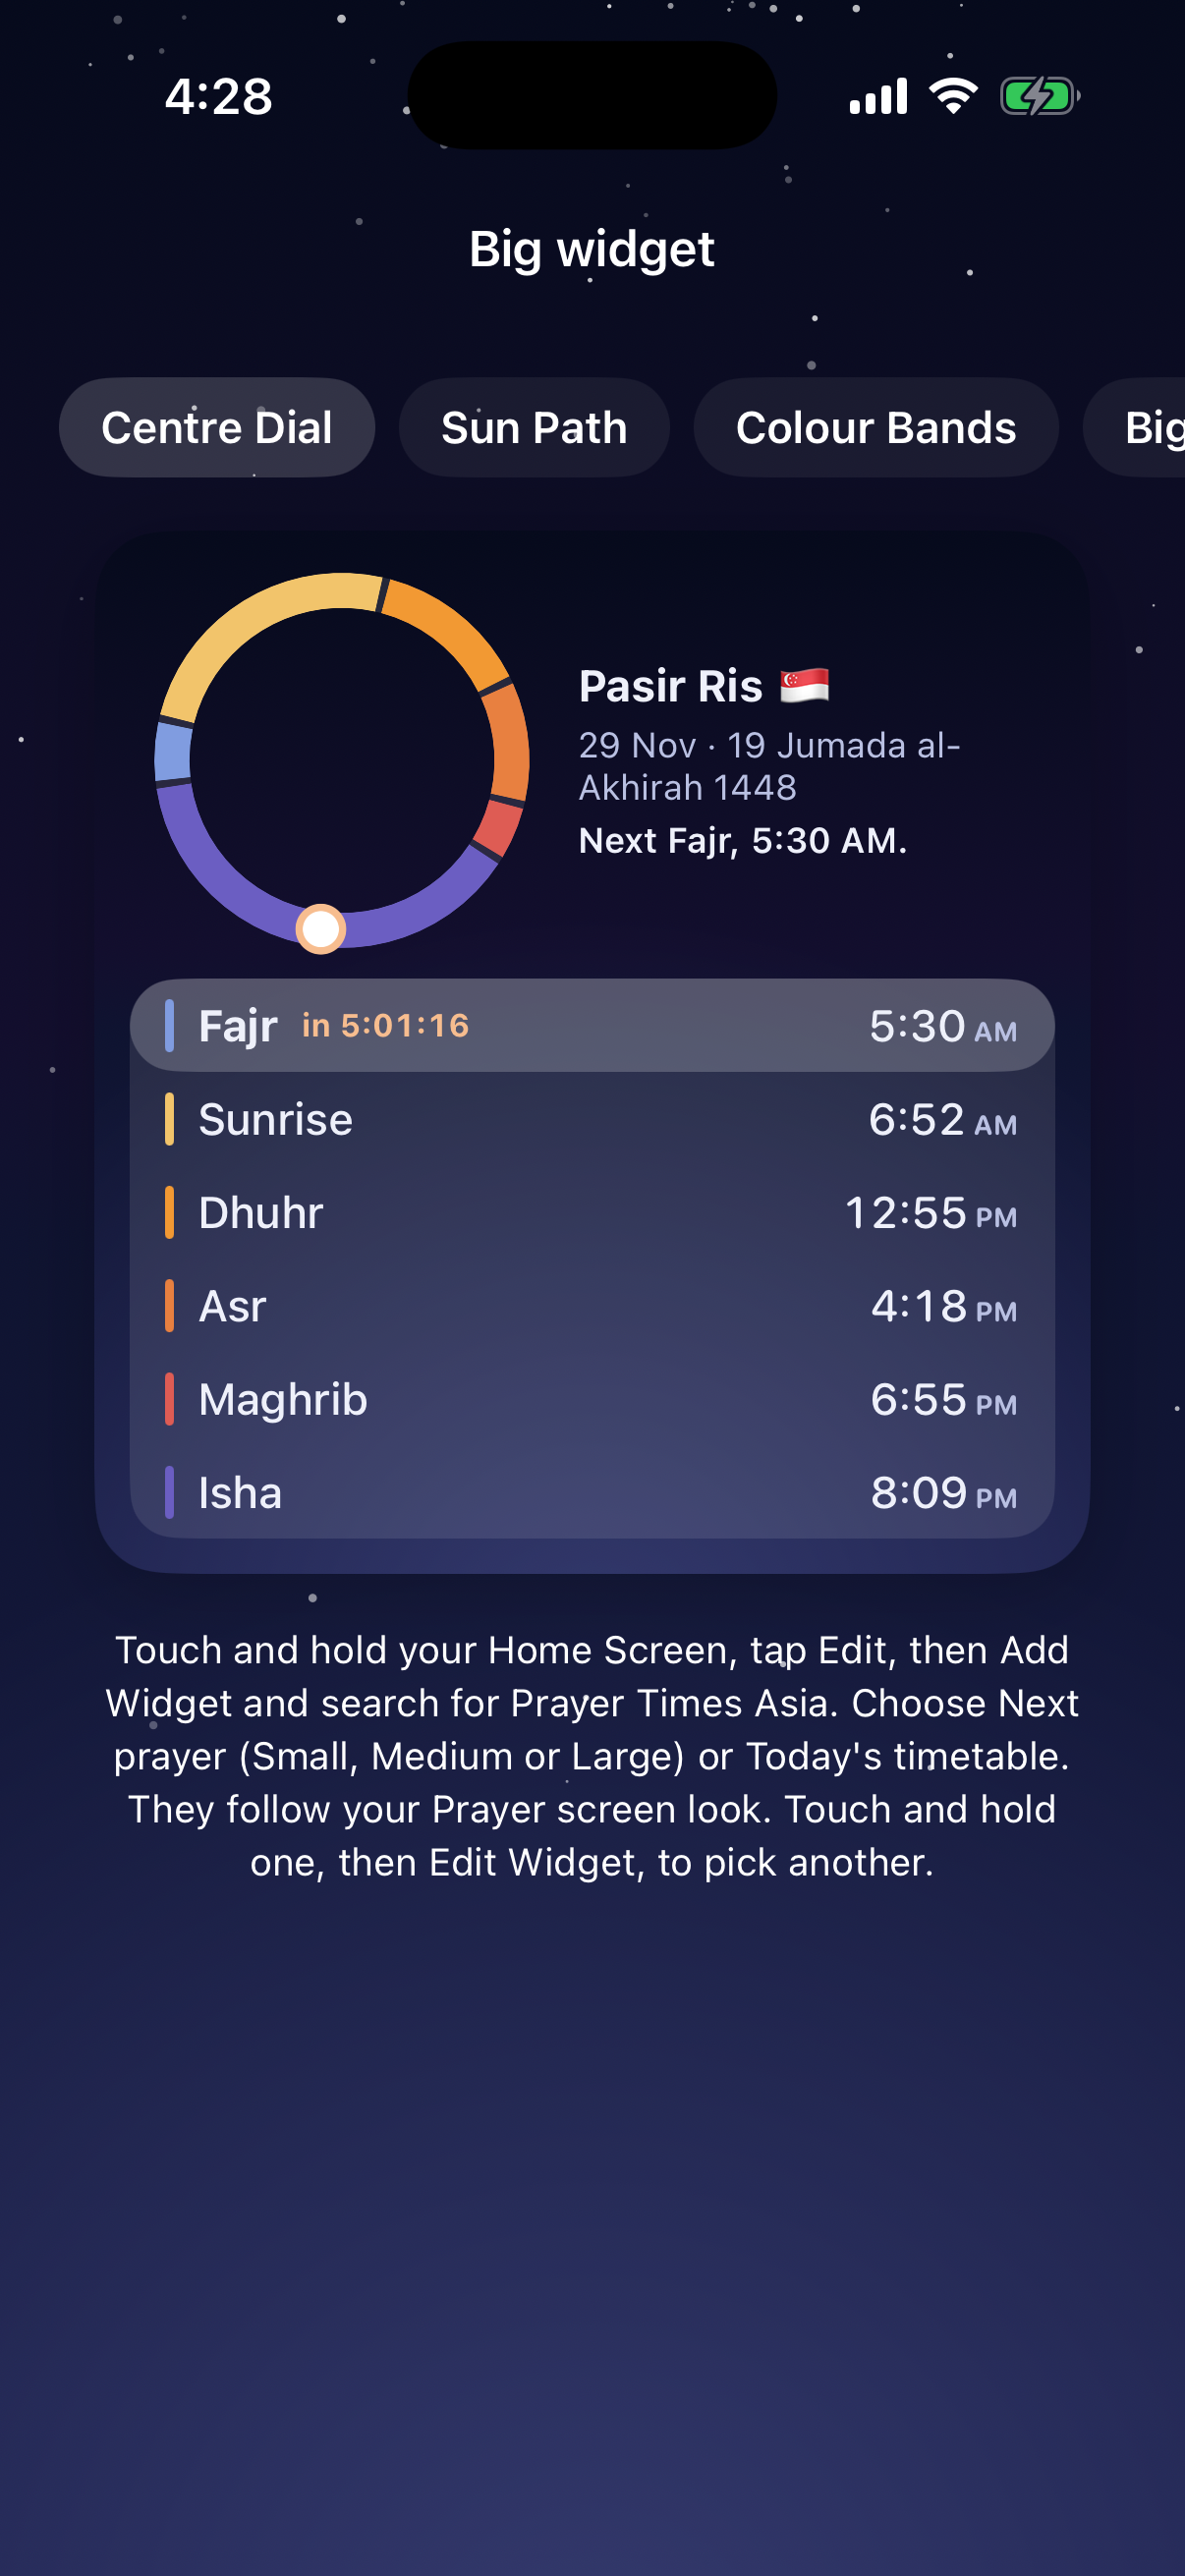 4:28
Big widget
Centre Dial
Sun Path
Colour Bands
Big
Pasir Ris 🇸🇬
29 Nov · 19 Jumada al-
Akhirah 1448
Next Fajr, 5:30 AM.
Fajr in 5:01:16 5:30 AM
Sunrise 6:52 AM
Dhuhr 12:55 PM
Asr 4:18 PM
Maghrib 6:55 PM
Isha 8:09 PM
Touch and hold your Home Screen, tap Edit, then Add
Widget and search for Prayer Times Asia. Choose Next
prayer (Small, Medium or Large) or Today's timetable.
They follow your Prayer screen look. Touch and hold
one, then Edit Widget, to pick another.